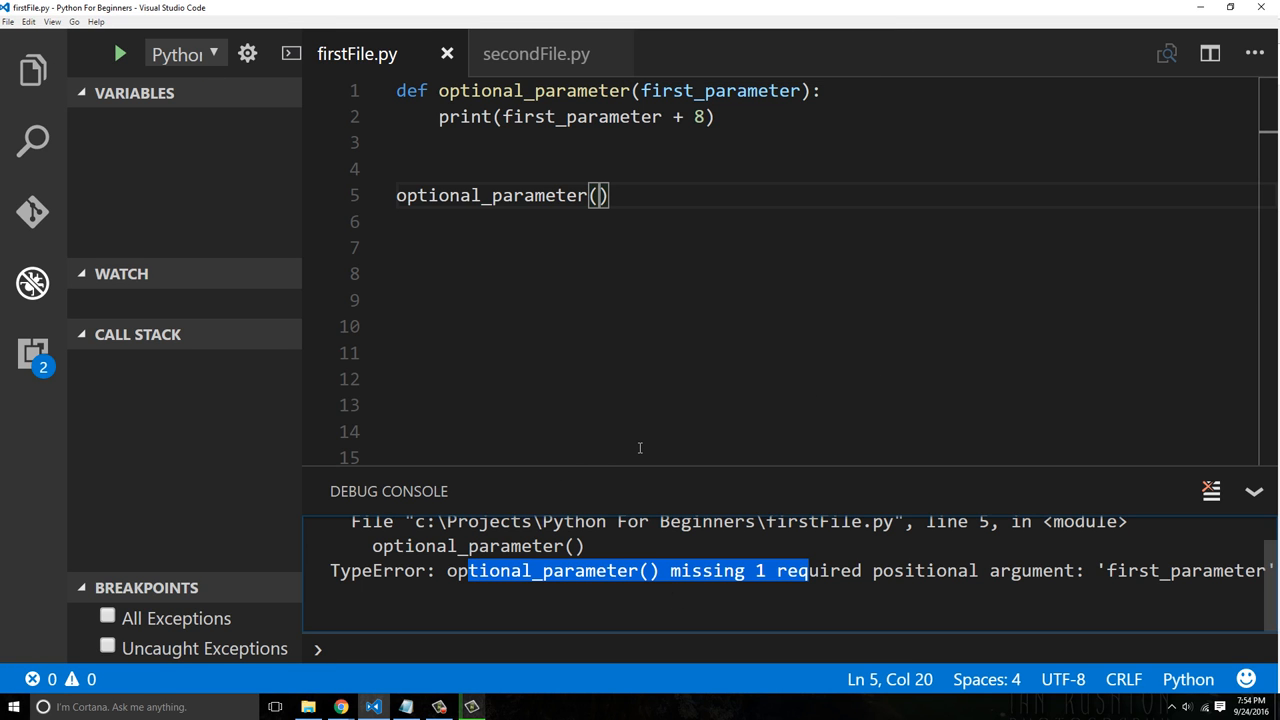 firstFile.py - Python For Beginners - Visual Studio Code
File Edit View Go Help
Pythoı
firstFile.py
secondFile.py
VARIABLES
WATCH
CALL STACK
2
BREAKPOINTS
All Exceptions
Uncaught Exceptions
1 def optional_parameter(first_parameter):
2 print(first_parameter + 8)
3
4
5 optional_parameter()
6
7
8
9
10
11
12
13
14
15
DEBUG CONSOLE
File "c:\Projects\Python For Beginners\firstFile.py", line 5, in <module>
optional_parameter()
TypeError: optional_parameter() missing 1 required positional argument: 'first_parameter'
0 0 Ln 5, Col 20 Spaces: 4 UTF-8 CRLF Python
I'm Cortana. Ask me anything.
7:54 PM
9/24/2016